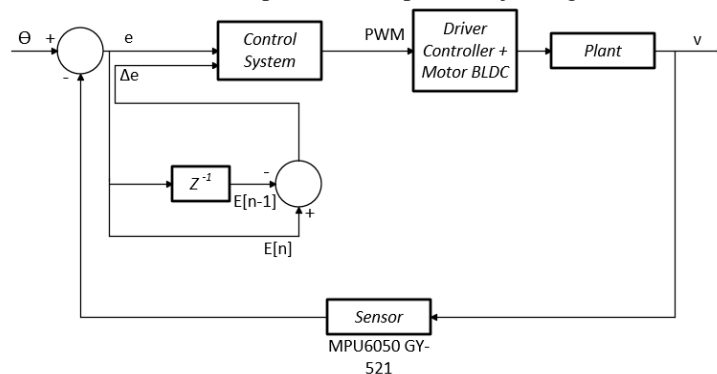 Ө
+
-
e
Δe
Control
System
PWM
Driver
Controller +
Motor BLDC
Plant
v
Z -1
E[n-1]
-
+
E[n]
Sensor
MPU6050 GY-
521